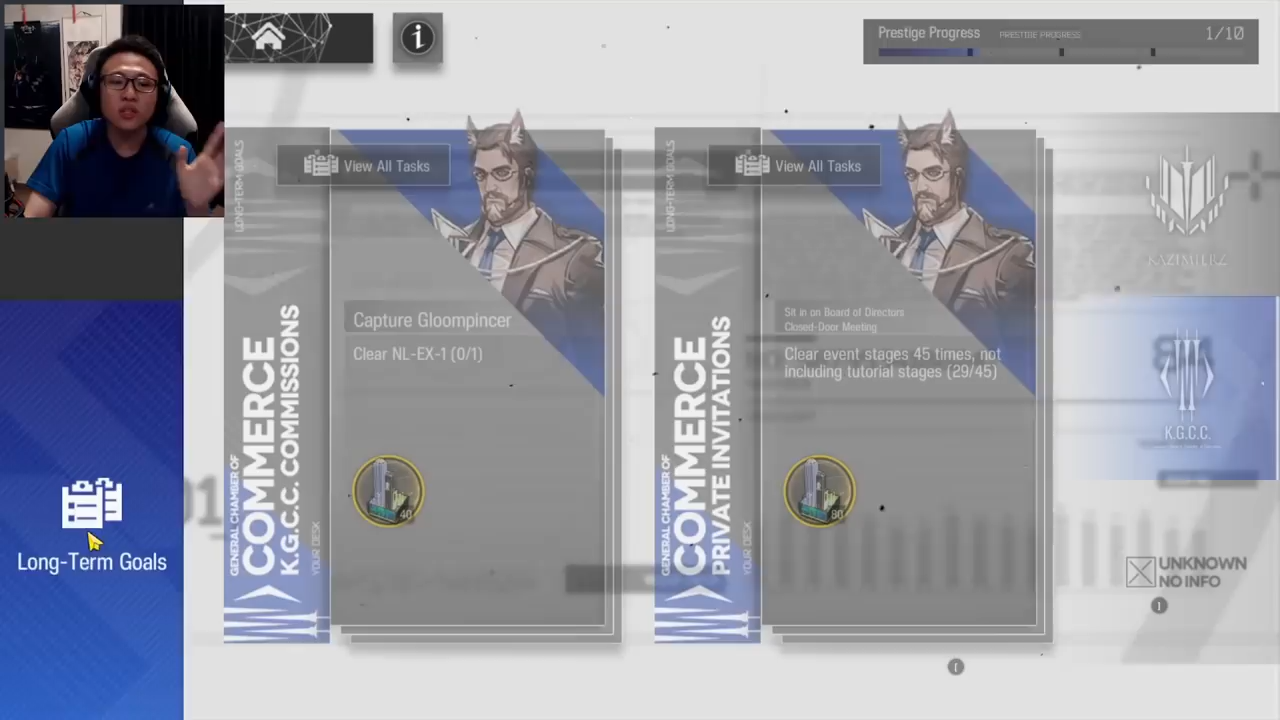 Prestige Progress PRESTIGE PROGRESS 1/10
View All Tasks
Capture Gloompincer
Clear NL-EX-1 (0/1)
40
LONG-TERM GOALS
GENERAL CHAMBER OF
COMMERCE
K.G.C.C. COMMISSIONS
YOUR DESK
View All Tasks
Sit in on Board of Directors
Closed-Door Meeting
Clear event stages 45 times, not
including tutorial stages (29/45)
80
LONG-TERM GOALS
GENERAL CHAMBER OF
COMMERCE
PRIVATE INVITATIONS
YOUR DESK
KAZIMIERZ
K.G.C.C.
UNKNOWN
NO INFO
Long-Term Goals